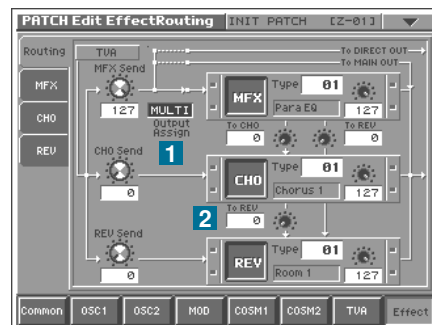 PATCH Edit EffectRouting INIT PATCH [Z-01]
Routing
TVA
To DIRECT OUT
To MAIN OUT
MFX Send
MFX
127
MULTI
Output
Assign
1
MFX
Type 01
Para EQ
127
CHO
To CHO
0
To REV
0
REV
CHO Send
0
CHO
Type 01
Chorus 1
127
2
To REV
0
REV Send
0
REV
Type 01
Room 1
127
Common OSC1 OSC2 MOD COSM1 COSM2 TVA Effect